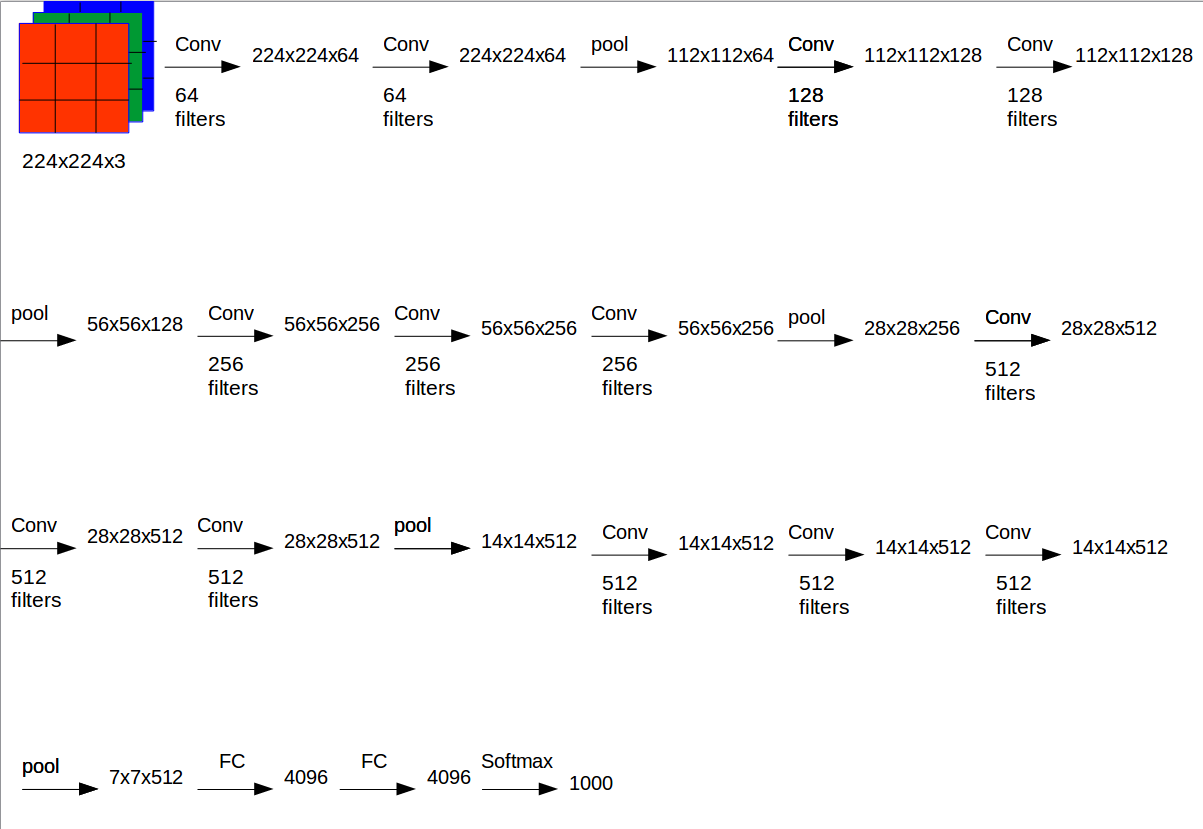 Conv 224x224x64 Conv 224x224x64 pool 112x112x64 Conv 112x112x128 Conv 112x112x128
64 filters 64 filters 128 filters 128 filters
224x224x3
pool 56x56x128 Conv 56x56x256 Conv 56x56x256 Conv 56x56x256 pool 28x28x256 Conv 28x28x512
256 filters 256 filters 256 filters 512 filters
Conv 28x28x512 Conv 28x28x512 pool 14x14x512 Conv 14x14x512 Conv 14x14x512 Conv 14x14x512
512 filters 512 filters 512 filters 512 filters 512 filters
pool 7x7x512 FC 4096 FC 4096 Softmax 1000